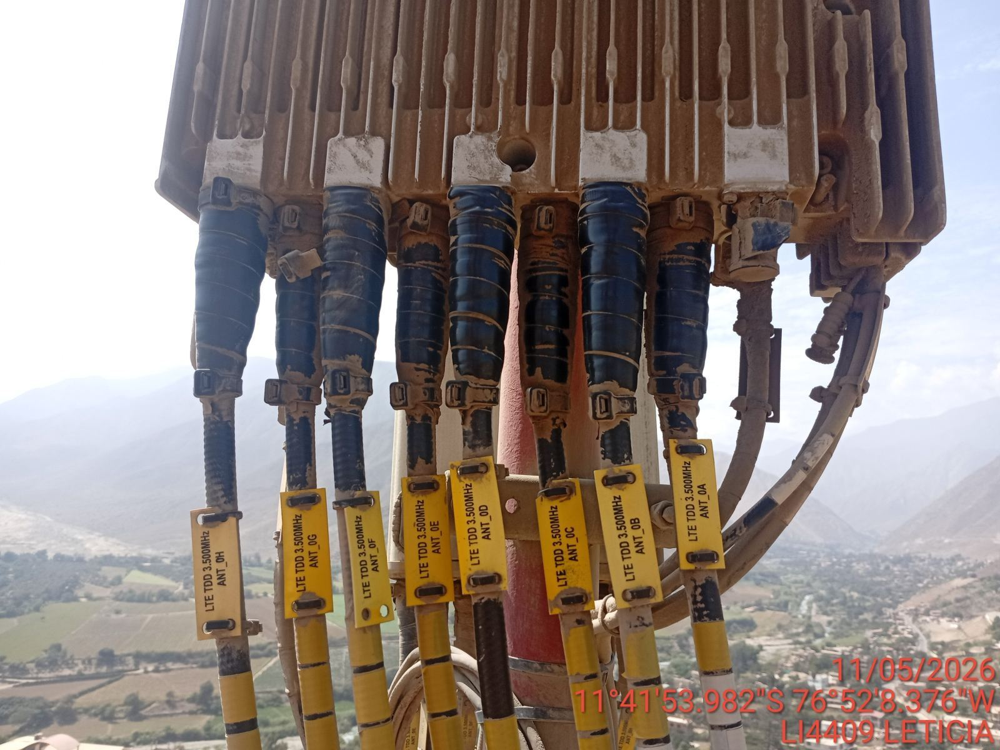 LTE TDD 3.500MHz
ANT_0H
LTE TDD 3.500MHz
ANT_0G
LTE TDD 3.500MHz
ANT_0F
LTE TDD 3.500MHz
ANT_0E
LTE TDD 3.500MHz
ANT_0D
LTE TDD 3.500MHz
ANT_0C
LTE TDD 3.500MHz
ANT_0B
LTE TDD 3.500MHz
ANT_0A
11/05/2026
11°41'53.982"S 76°52'8.376"W
LI4409 LETICIA